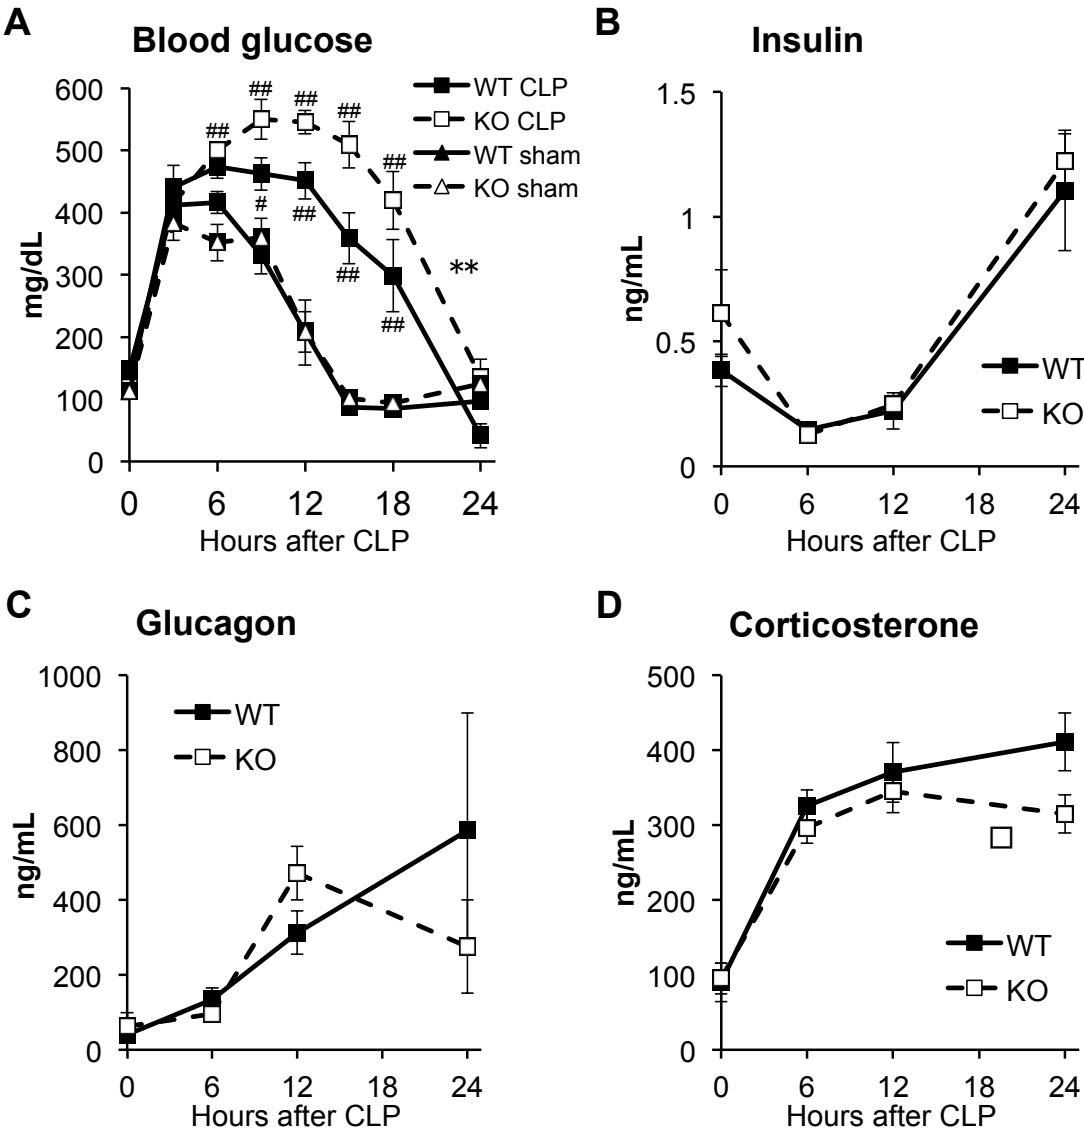 A
Blood glucose
600
500
400
300
200
100
0
mg/dL
##
##
##
##
##
#
##
##
##
**
WT CLP
KO CLP
WT sham
KO sham
0 6 12 18 24
Hours after CLP
B
Insulin
1.5
1
0.5
0
ng/mL
WT
KO
0 6 12 18 24
Hours after CLP
C
Glucagon
1000
800
600
400
200
0
ng/mL
WT
KO
0 6 12 18 24
Hours after CLP
D
Corticosterone
500
400
300
200
100
0
ng/mL
WT
KO
0 6 12 18 24
Hours after CLP